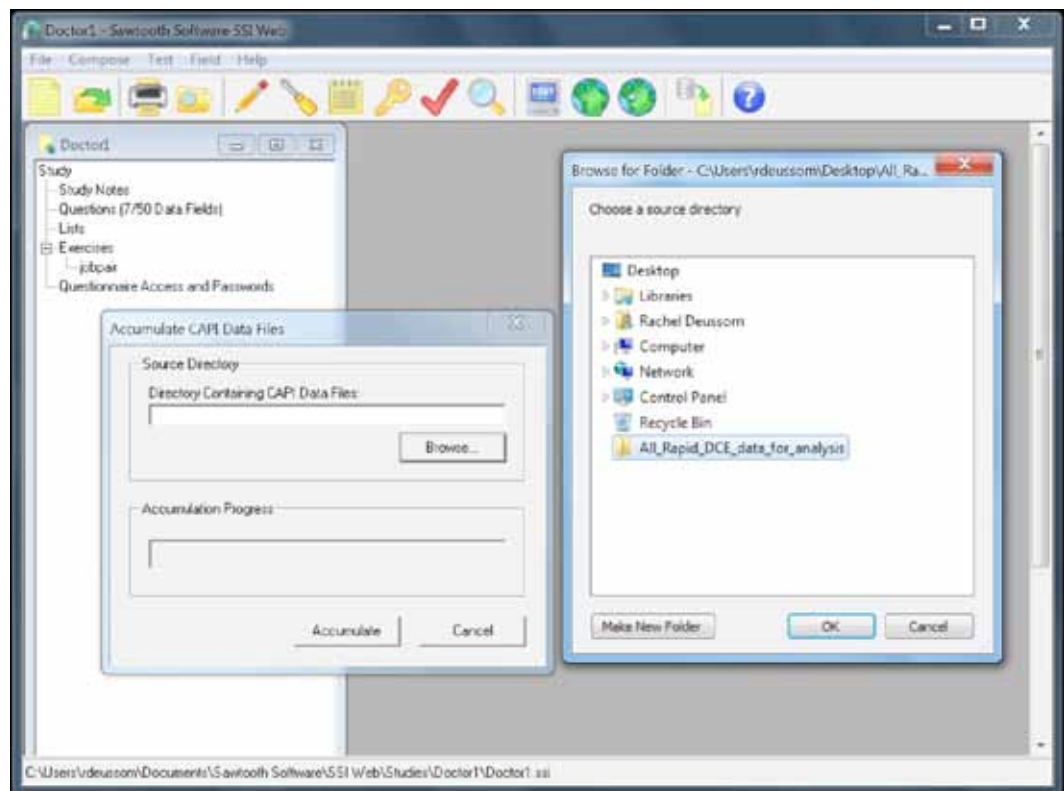 Doctor1 - Sawtooth Software SSI Web
File Compose Test Field Help
Doctor1
Study
Study Notes
Questions (7/50 Data Fields)
Lists
Exercises
jobpair
Questionnaire Access and Passwords
Accumulate CAPI Data Files
Source Directory
Directory Containing CAPI Data Files:
Browse...
Accumulation Progress
Accumulate Cancel
Browse for Folder - C:\Users\rdeussom\Desktop\All_Ra...
Choose a source directory
Desktop
Libraries
Rachel Deussom
Computer
Network
Control Panel
Recycle Bin
All_Rapid_DCE_data_for_analysis
Make New Folder OK Cancel
C:\Users\rdeussom\Documents\Sawtooth Software\SSI Web\Studies\Doctor1\Doctor1.ssi